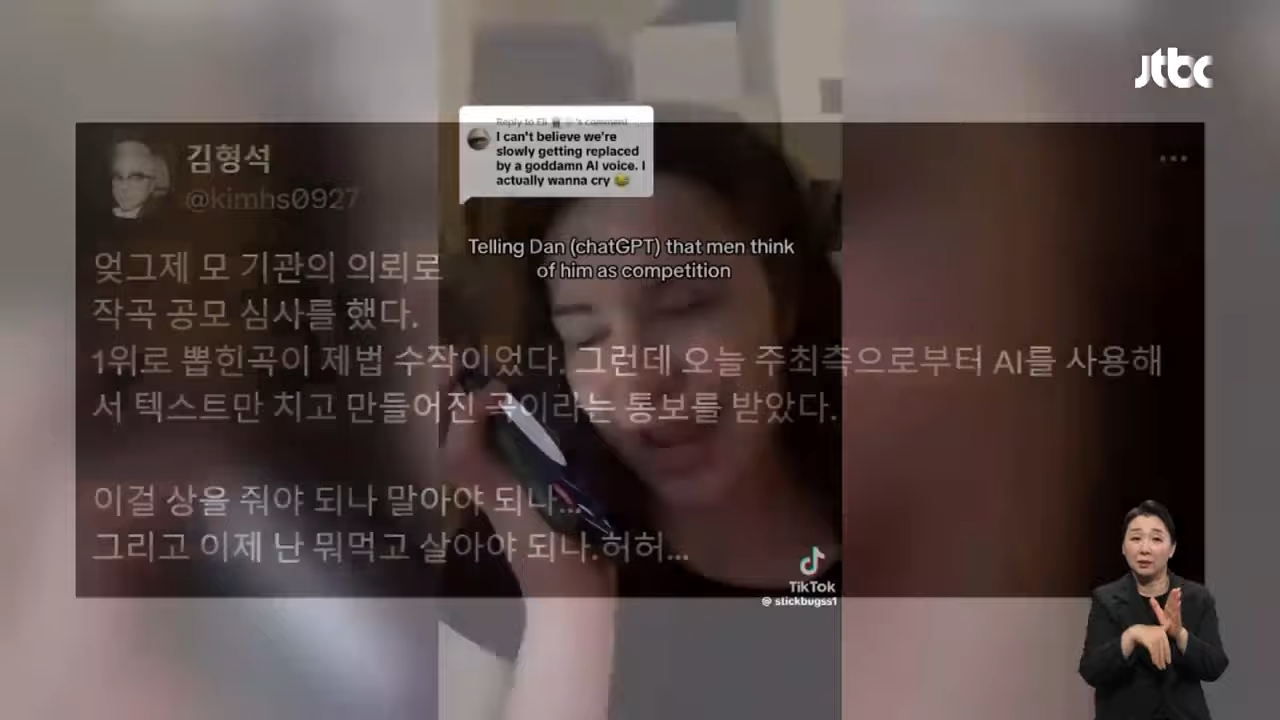 jtbc
김형석
@kimhs0927
엊그제 모 기관의 의뢰로
작곡 공모 심사를 했다.
1위로 뽑힌곡이 제법 수작이었다. 그런데 오늘 주최측으로부터 AI를 사용해
서 텍스트만 치고 만들어진 곡이라는 통보를 받았다.
이걸 상을 줘야 되나 말아야 되나...
그리고 이제 난 뭐먹고 살아야 되나.허허...
Reply to Eli 's comment
I can't believe we're
slowly getting replaced
by a goddamn AI voice. I
actually wanna cry 😂
Telling Dan (chatGPT) that men think
of him as competition
TikTok
@stickbugss1